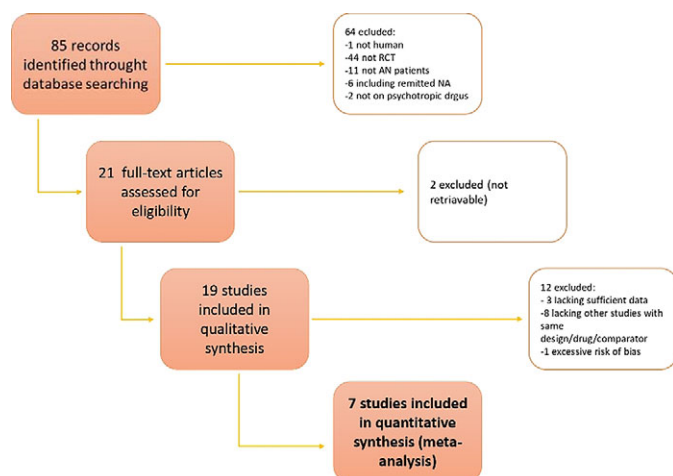 85 records
identified throught
database searching
64 ecluded:
-1 not human
-44 not RCT
-11 not AN patients
-6 including remitted NA
-2 not on psychotropic drgus
21 full-text articles
assessed for
eligibility
2 excluded (not
retriavable)
19 studies
included in
qualitative
synthesis
12 excluded:
- 3 lacking sufficient data
-8 lacking other studies with
same
design/drug/comparator
-1 excessive risk of bias
7 studies included
in quantitative
synthesis (meta-
analysis)